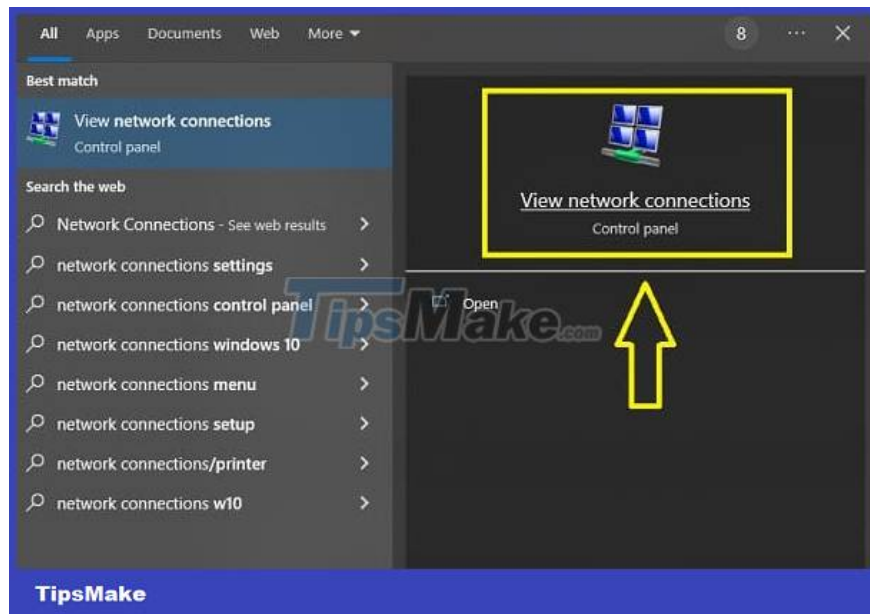 All Apps Documents Web More 8 ...
Best match
View network connections
Control panel
Search the web
Network Connections - See web results
network connections settings
network connections control panel
network connections windows 10
network connections menu
network connections setup
network connections/printer
network connections w10
View network connections
Control panel
Open
TipsMake.com
TipsMake